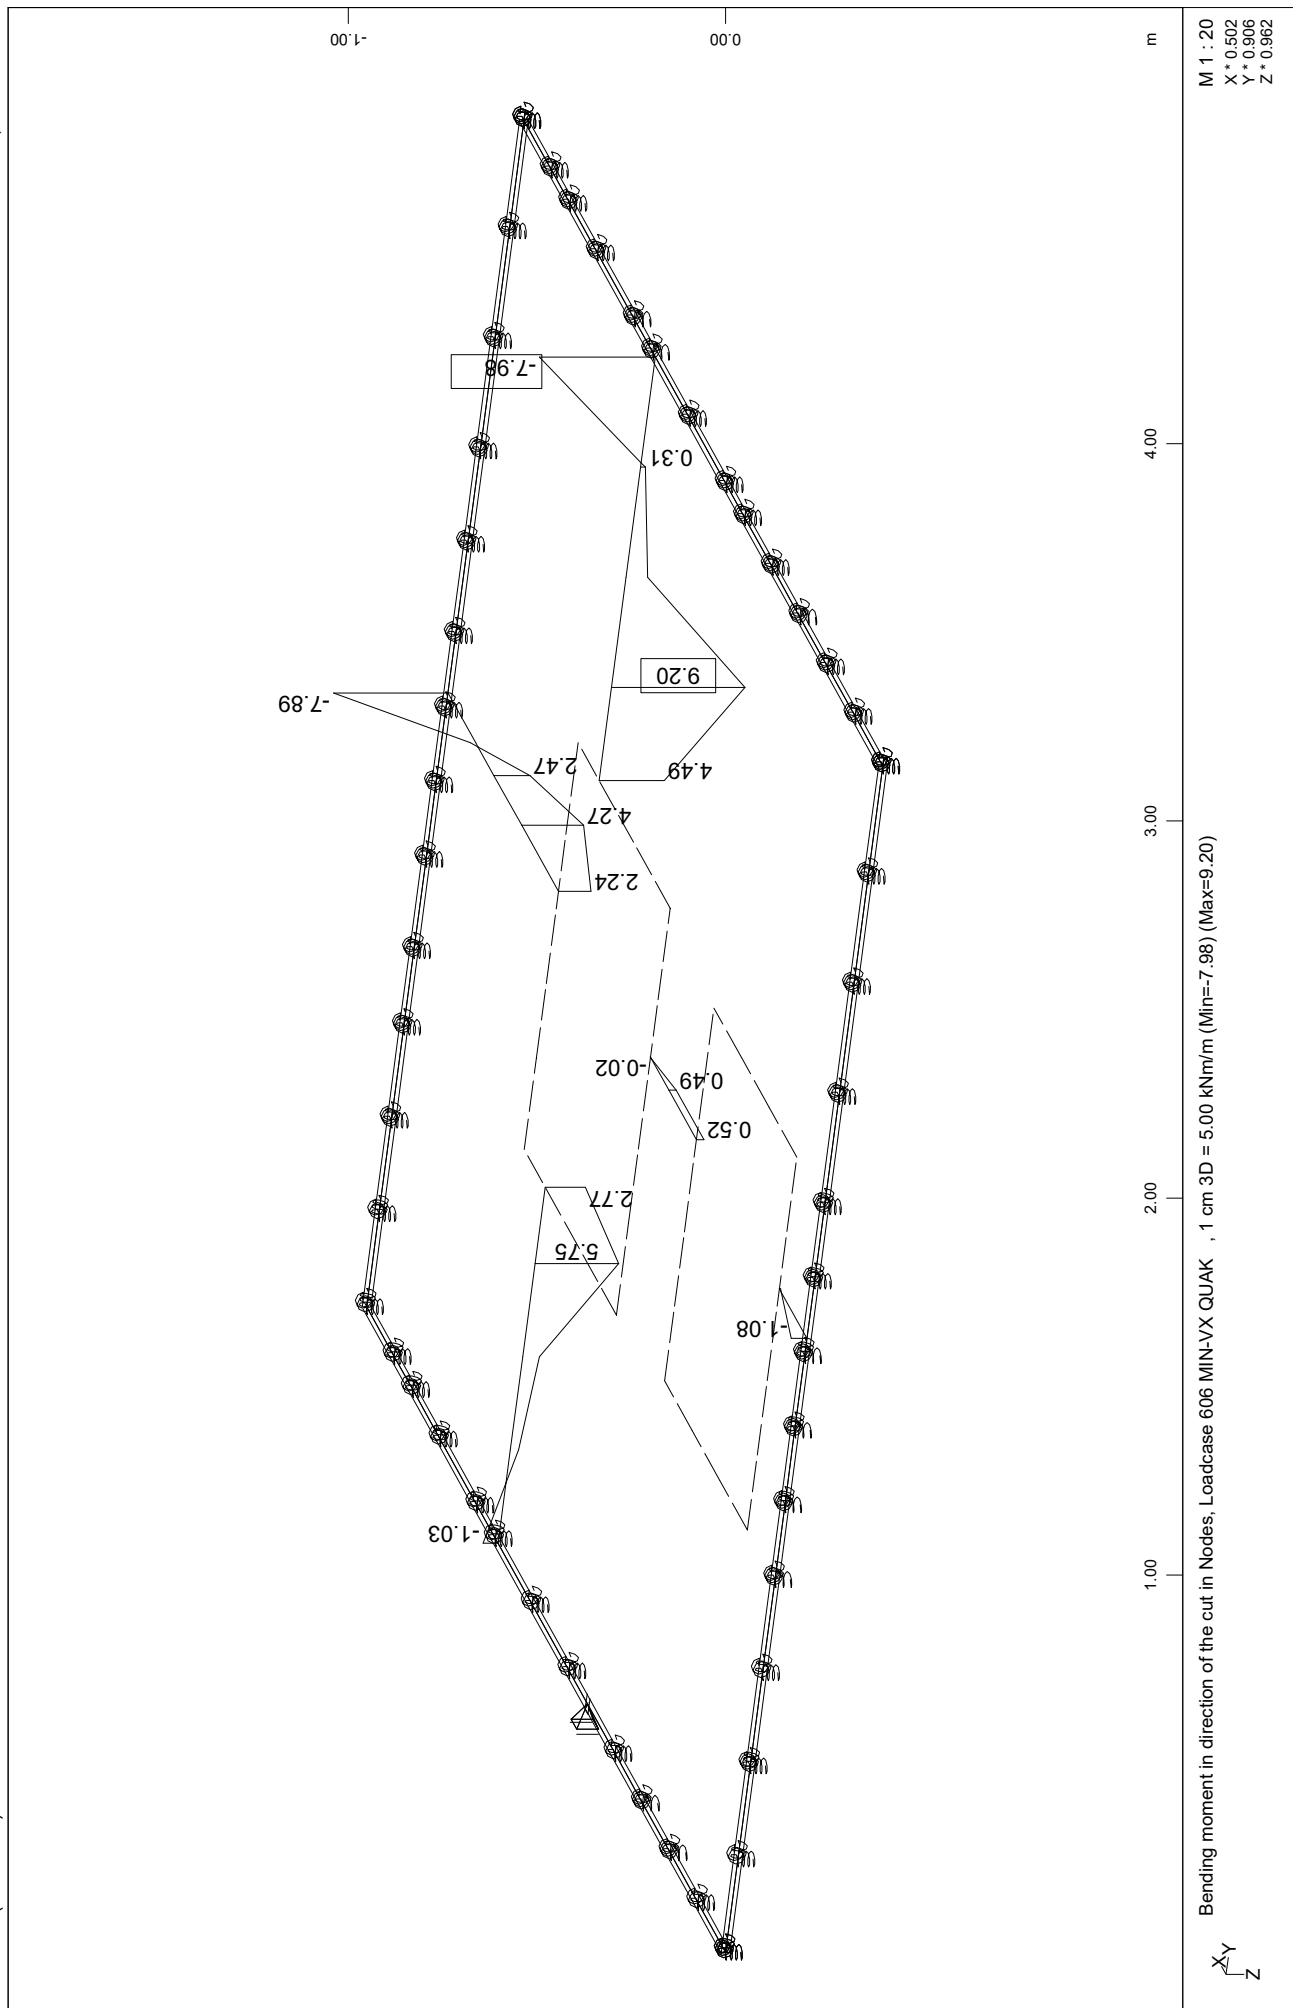 M 1 : 20
X * 0.502
Y * 0.906
Z * 0.962
-1.00
0.00
m
-7.98
0.31
9.20
4.49
-7.89
2.47
4.27
2.24
-0.02
0.49
0.52
2.77
5.75
-1.08
-1.03
4.00
3.00
2.00
1.00
Bending moment in direction of the cut in Nodes, Loadcase 606 MIN-VX QUAK , 1 cm 3D = 5.00 kNm/m (Min=-7.98) (Max=9.20)
X
Y
Z